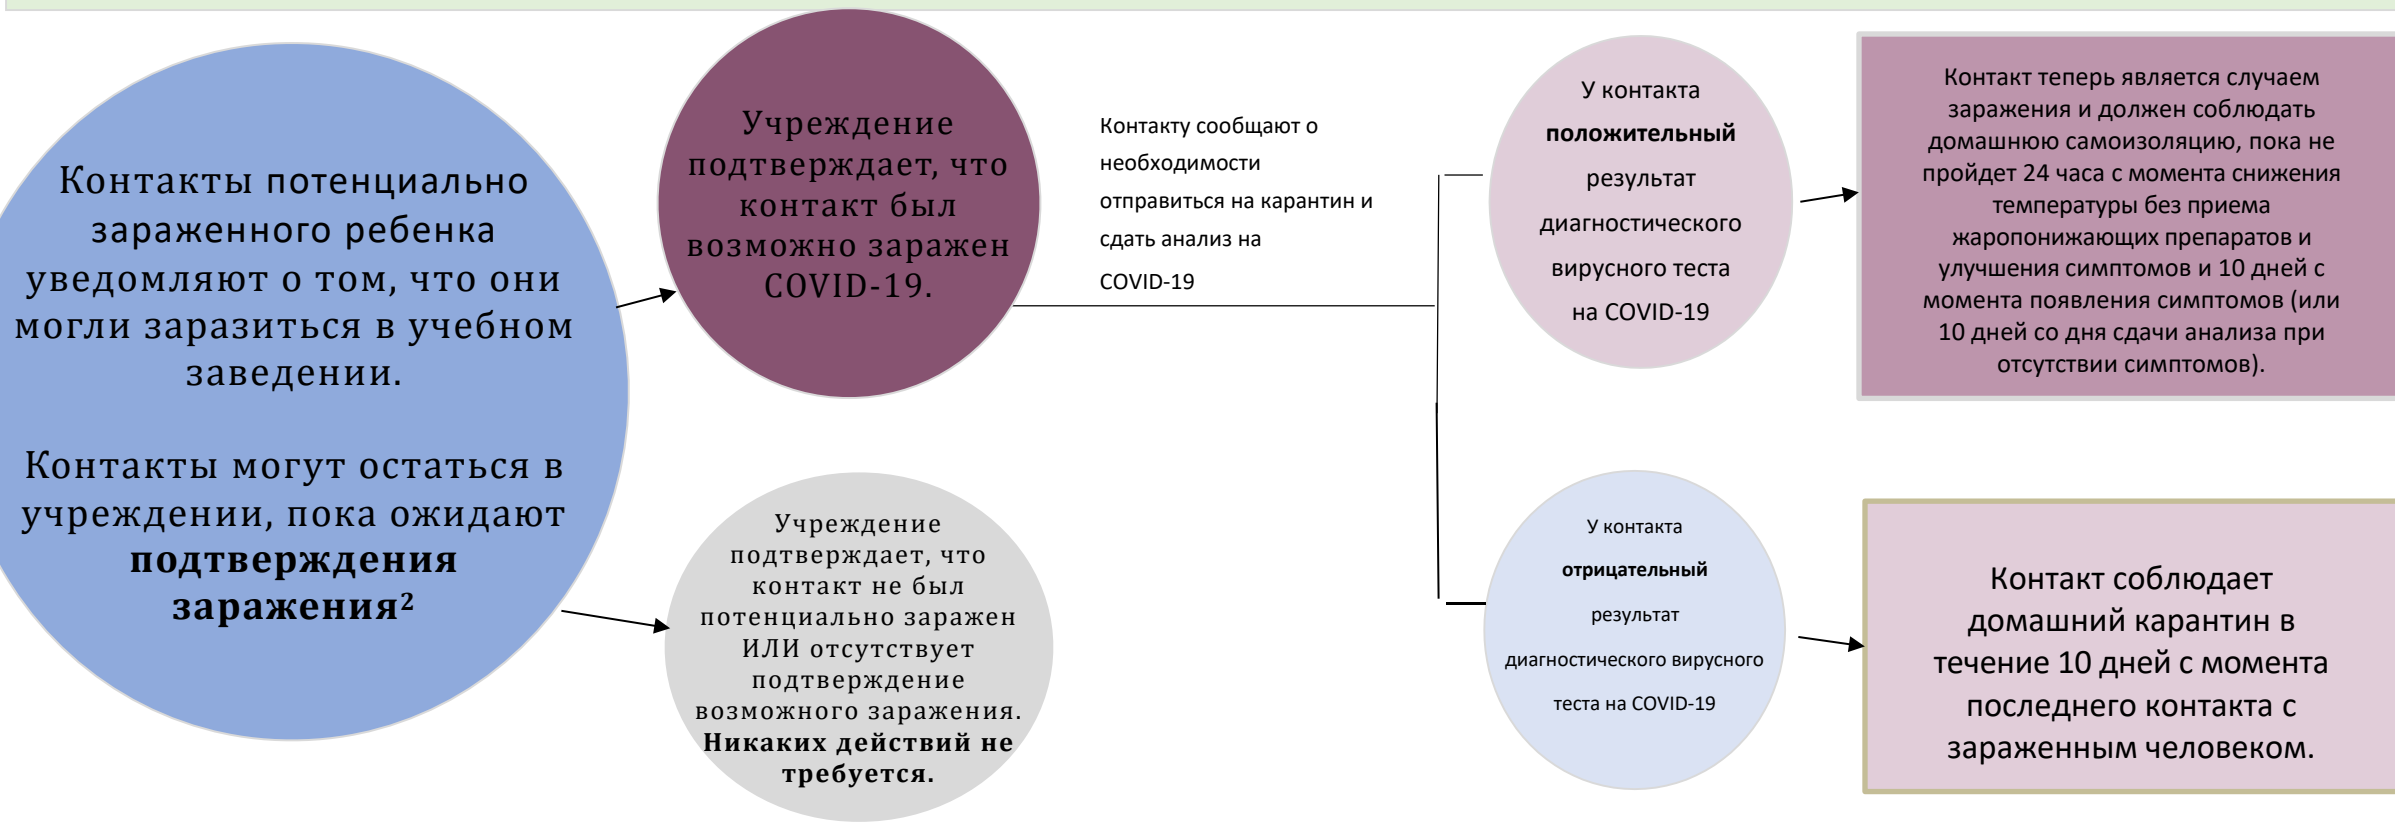 Контакты потенциально
зараженного ребенка
уведомляют о том, что они
могли заразиться в учебном
заведении.
Контакты могут остаться в
учреждении, пока ожидают
подтверждения
заражения²
Учреждение
подтверждает, что
контакт был
возможно заражен
COVID-19.
Учреждение
подтверждает, что
контакт не был
потенциально заражен
ИЛИ отсутствует
подтверждение
возможного заражения.
Никаких действий не
требуется.
Контакту сообщают о
необходимости
отправиться на карантин и
сдать анализ на
COVID-19
У контакта
положительный
результат
диагностического
вирусного теста
на COVID-19
Контакт теперь является случаем
заражения и должен соблюдать
домашнюю самоизоляцию, пока не
пройдет 24 часа с момента снижения
температуры без приема
жаропонижающих препаратов и
улучшения симптомов и 10 дней с
момента появления симптомов (или
10 дней со дня сдачи анализа при
отсутствии симптомов).
У контакта
отрицательный
результат
диагностического вирусного
теста на COVID-19
Контакт соблюдает
домашний карантин в
течение 10 дней с момента
последнего контакта с
зараженным человеком.